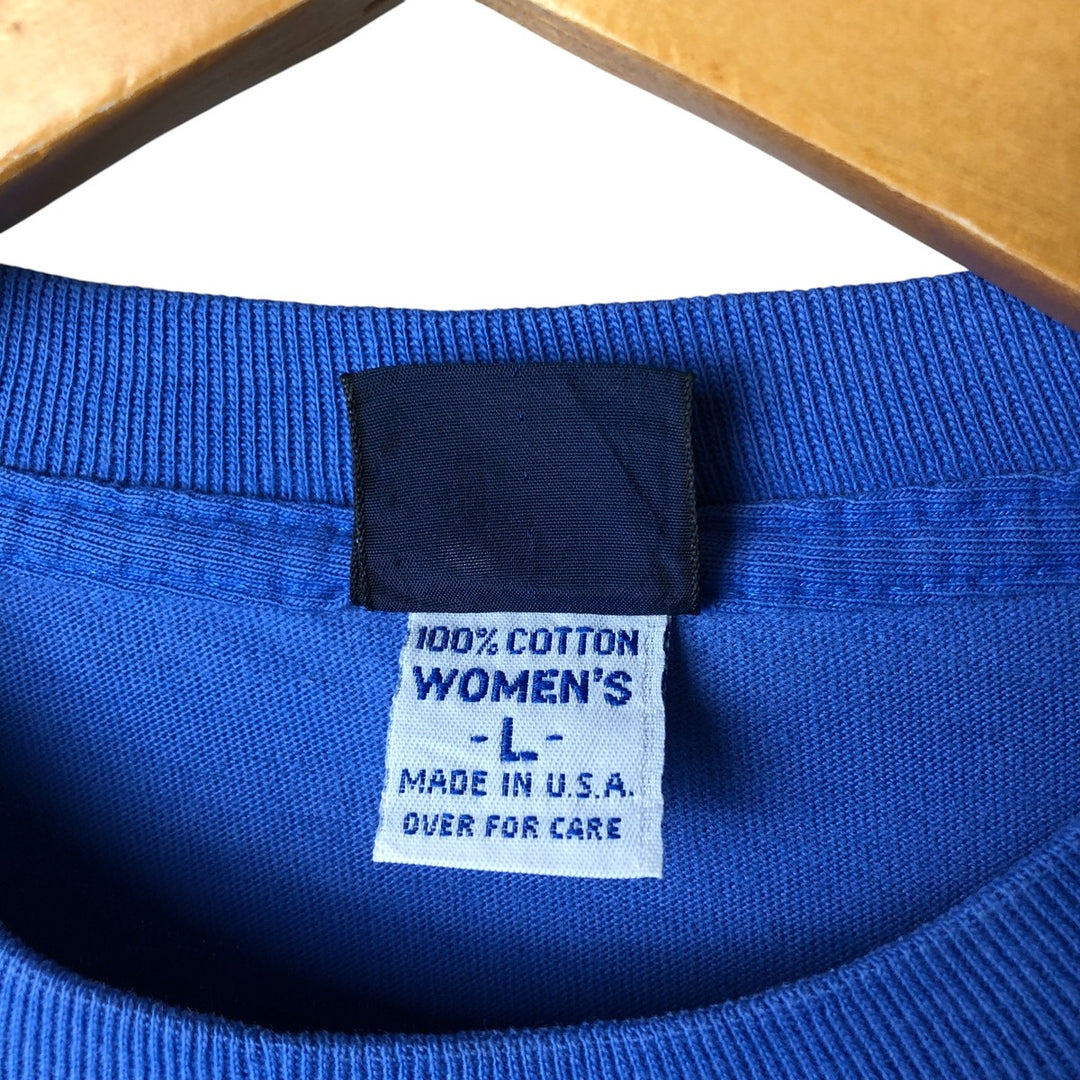 100% COTTON
WOMEN'S
- L -
MADE IN U.S.A.
OVER FOR CARE